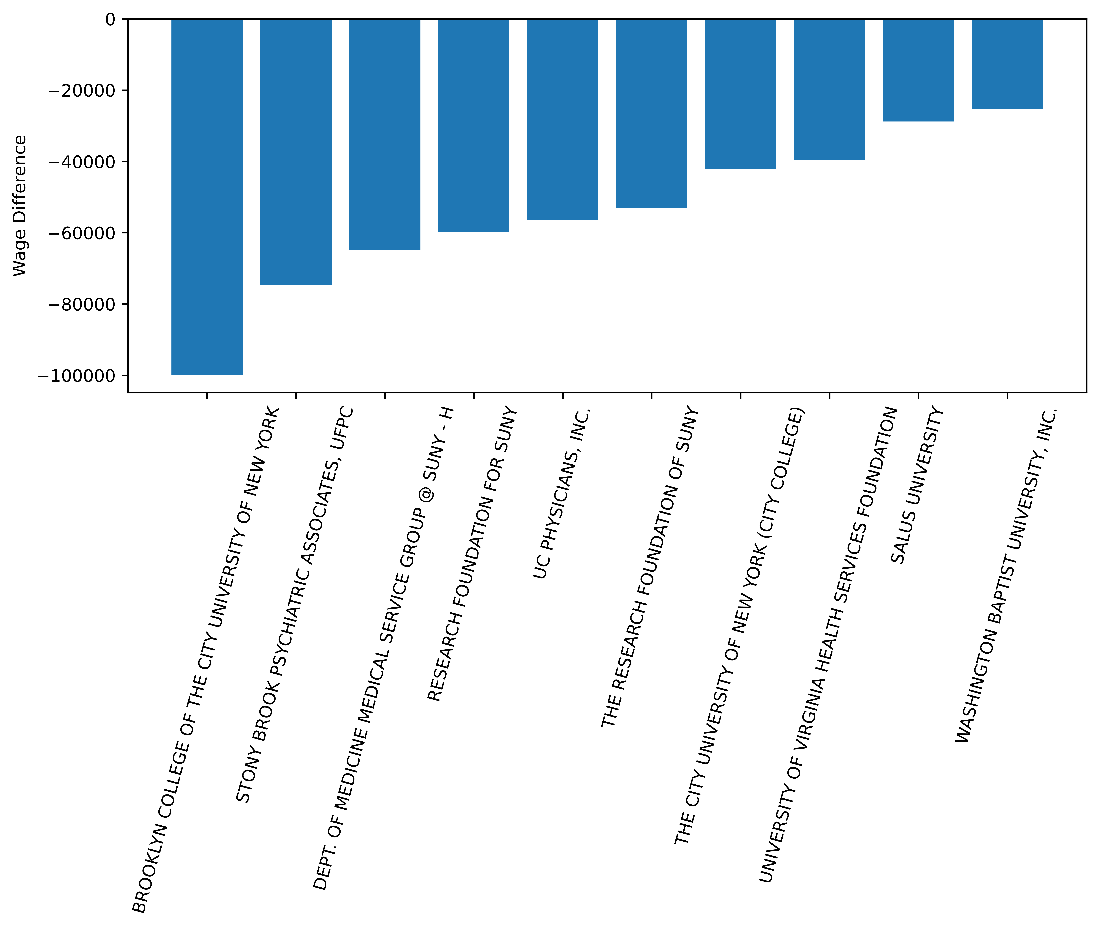 0
−20000
−40000
−60000
−80000
−100000
Wage Difference
BROOKLYN COLLEGE OF THE CITY UNIVERSITY OF NEW YORK
STONY BROOK PSYCHIATRIC ASSOCIATES, UFPC
DEPT. OF MEDICINE MEDICAL SERVICE GROUP @ SUNY - H
RESEARCH FOUNDATION FOR SUNY
UC PHYSICIANS, INC.
THE RESEARCH FOUNDATION OF SUNY
THE CITY UNIVERSITY OF NEW YORK (CITY COLLEGE)
UNIVERSITY OF VIRGINIA HEALTH SERVICES FOUNDATION
SALUS UNIVERSITY
WASHINGTON BAPTIST UNIVERSITY, INC.